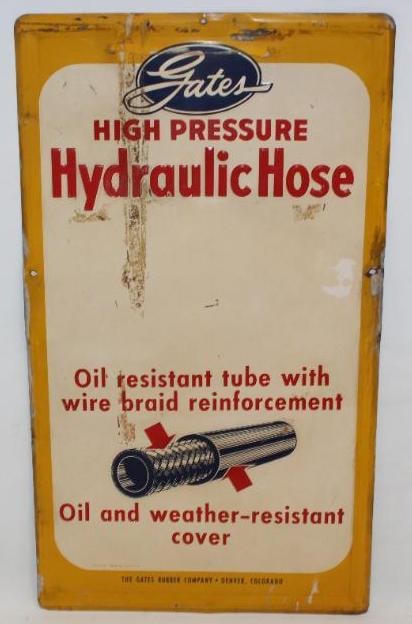 Gates
HIGH PRESSURE
Hydraulic Hose
Oil resistant tube with
wire braid reinforcement
Oil and weather-resistant
cover
THE GATES RUBBER COMPANY • DENVER, COLORADO